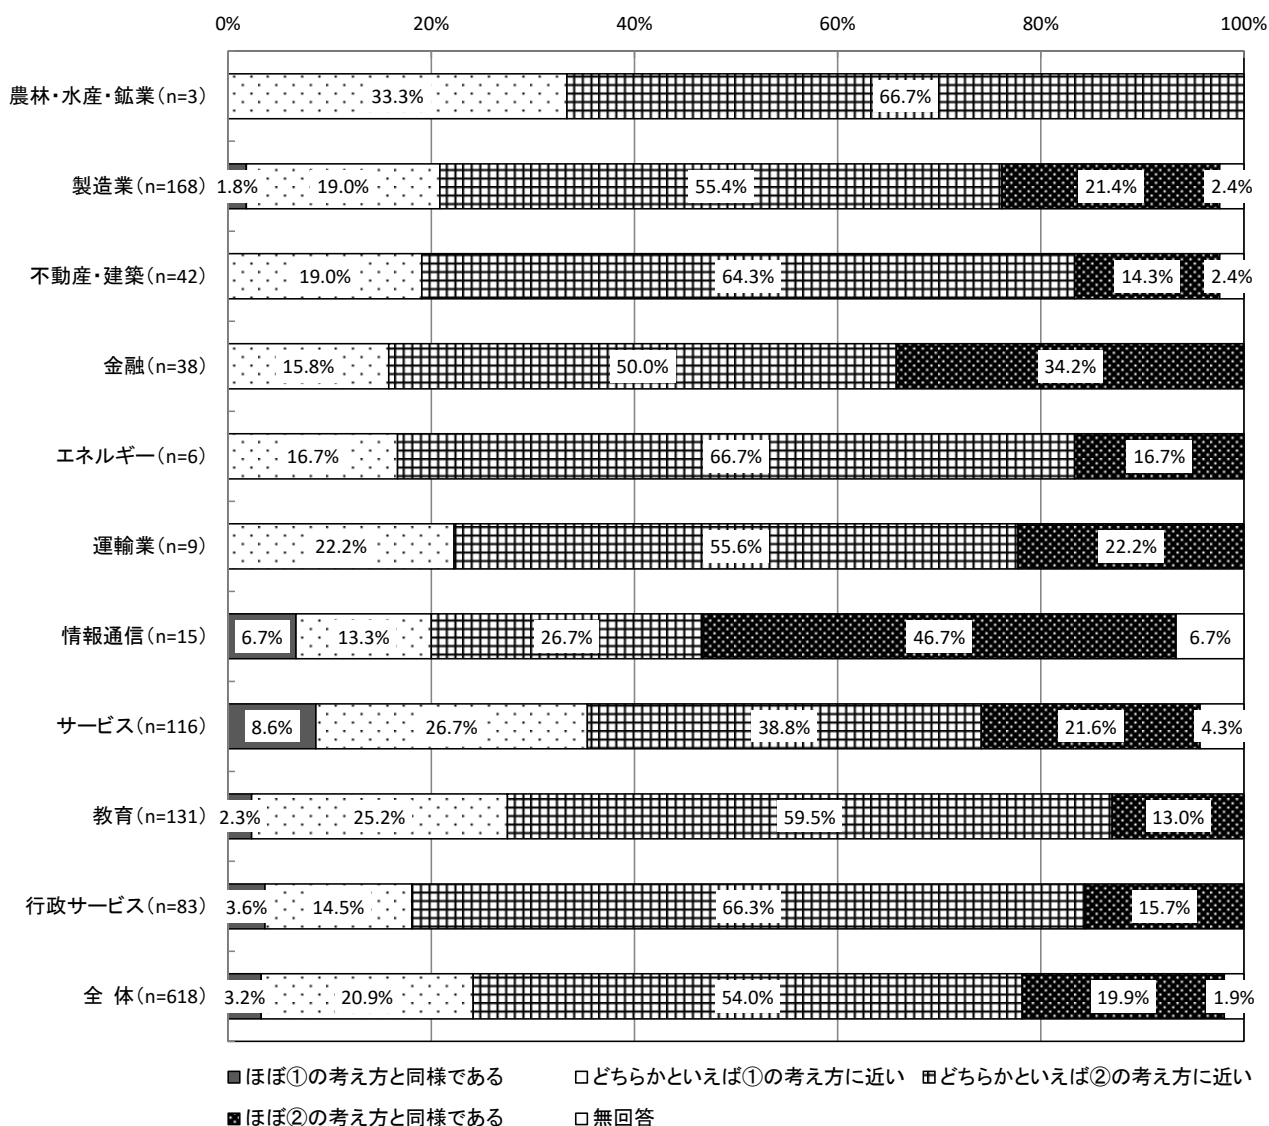 0% 20% 40% 60% 80% 100%
農林・水産・鉱業(n=3) 33.3% 66.7%
製造業(n=168) 1.8% 19.0% 55.4% 21.4% 2.4%
不動産・建築(n=42) 19.0% 64.3% 14.3% 2.4%
金融(n=38) 15.8% 50.0% 34.2%
エネルギー(n=6) 16.7% 66.7% 16.7%
運輸業(n=9) 22.2% 55.6% 22.2%
情報通信(n=15) 6.7% 13.3% 26.7% 46.7% 6.7%
サービス(n=116) 8.6% 26.7% 38.8% 21.6% 4.3%
教育(n=131) 2.3% 25.2% 59.5% 13.0%
行政サービス(n=83) 3.6% 14.5% 66.3% 15.7%
全 体(n=618) 3.2% 20.9% 54.0% 19.9% 1.9%
ほぼ①の考え方と同様である どちらかといえば①の考え方に近い どちらかといえば②の考え方に近い
ほぼ②の考え方と同様である 無回答